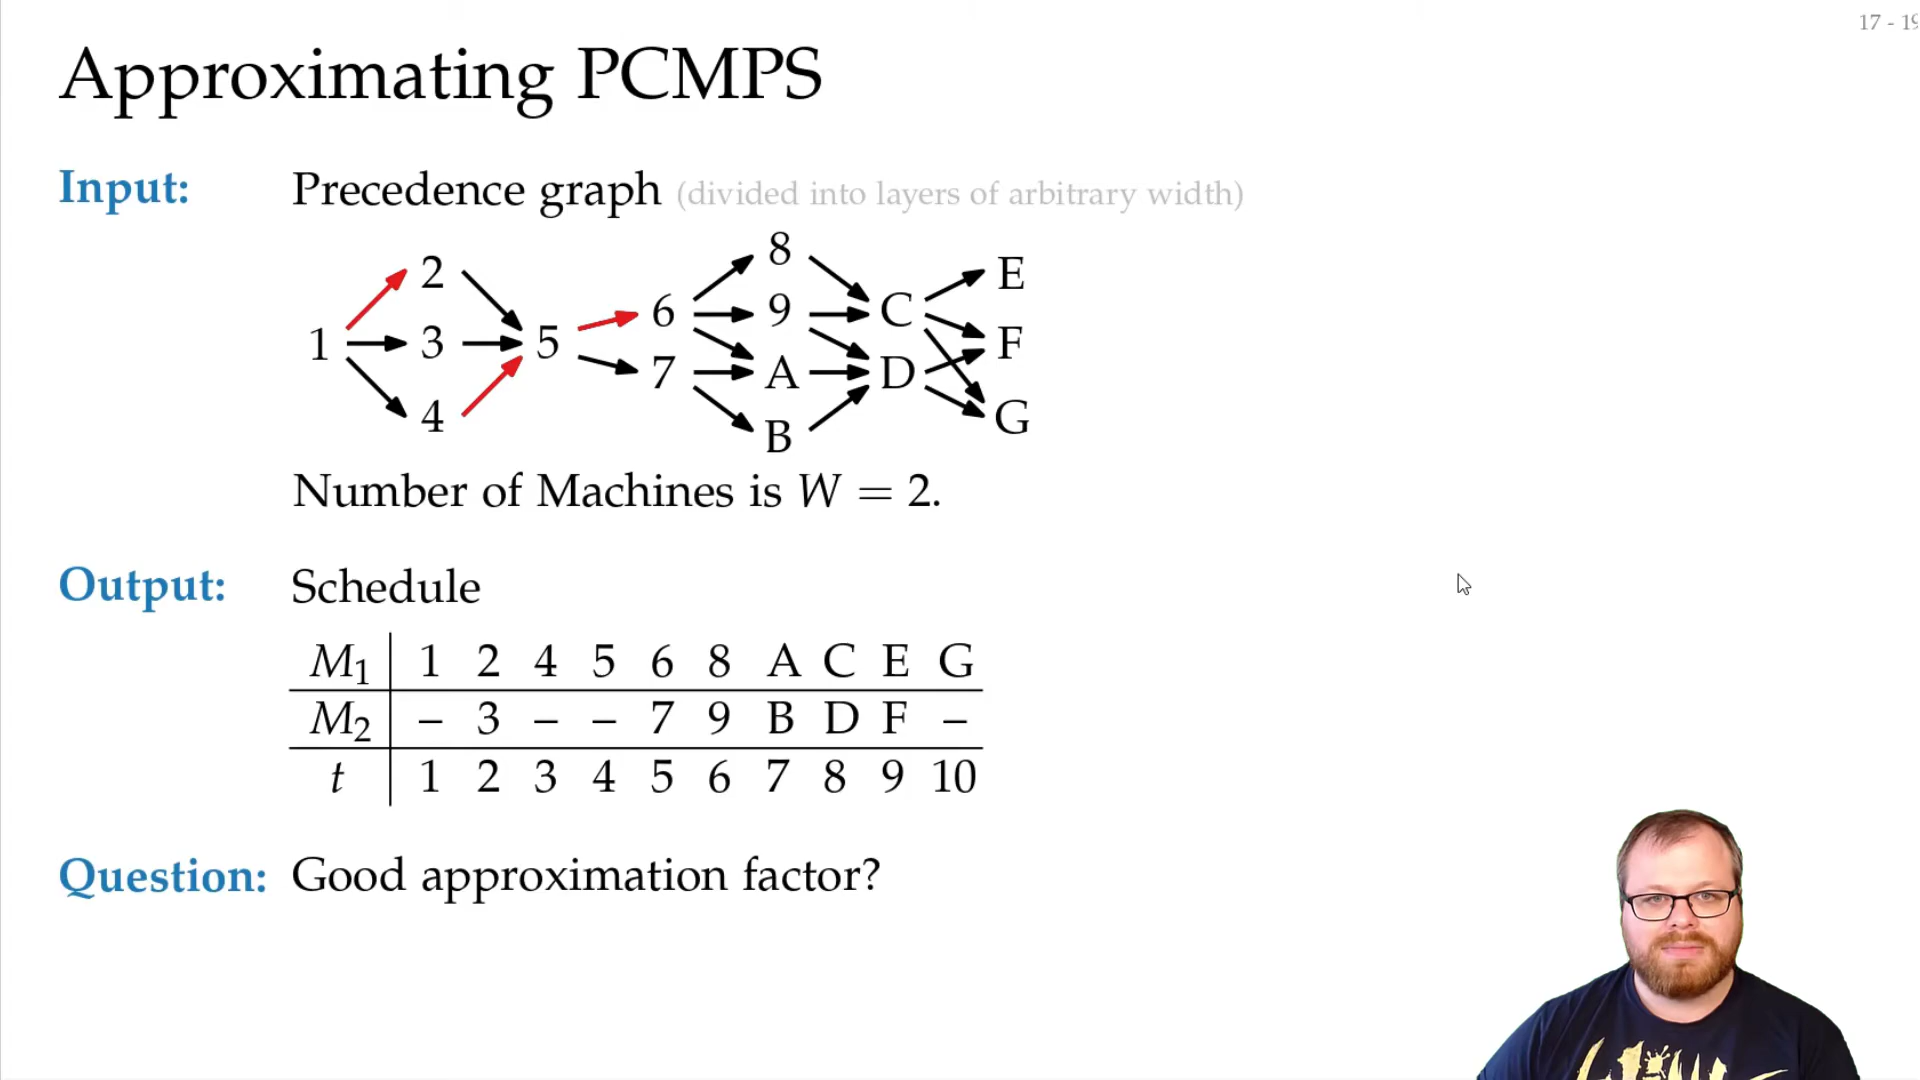 17 - 19
Approximating PCMPS
Input: Precedence graph (divided into layers of arbitrary width)
8
2 E
6 9 C
1 3 5 F
7 A D
4 G
B
Number of Machines is W = 2.
Output: Schedule
M1 1 2 4 5 6 8 A C E G
M2 – 3 – – 7 9 B D F –
t 1 2 3 4 5 6 7 8 9 10
Question: Good approximation factor?